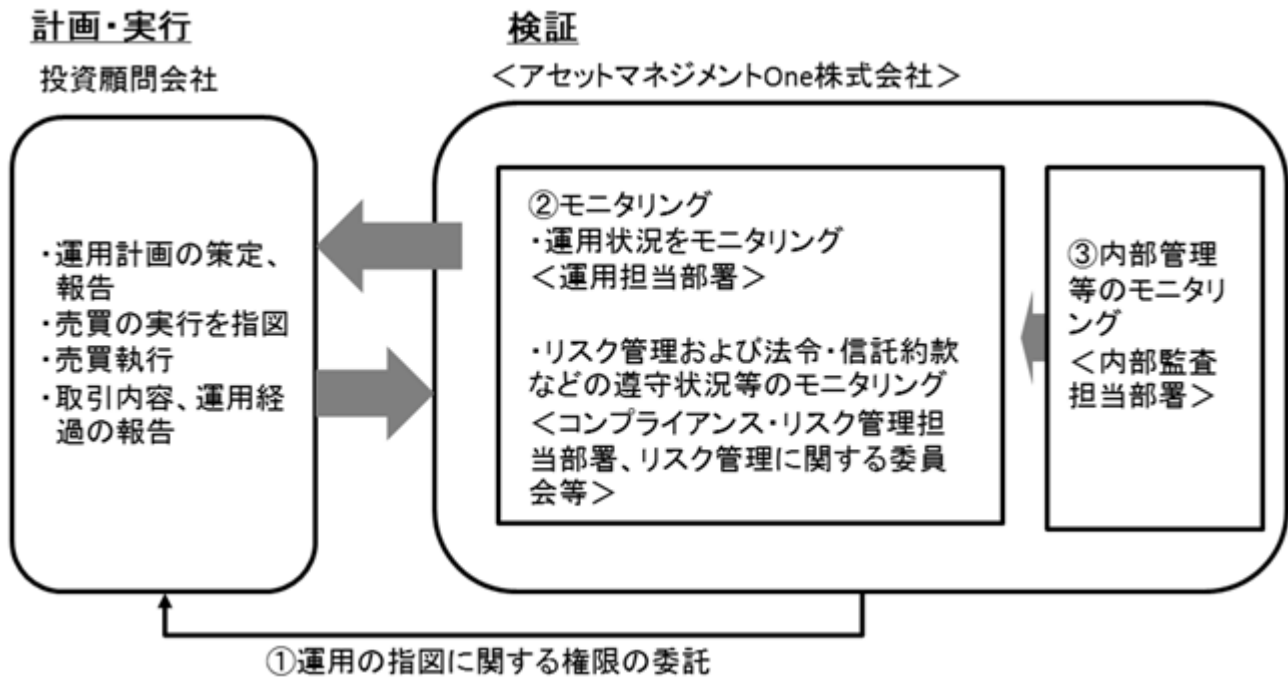 計画・実行
投資顧問会社
・運用計画の策定、
報告
・売買の実行を指図
・売買執行
・取引内容、運用経
過の報告
検証
＜アセットマネジメントOne株式会社＞
②モニタリング
・運用状況をモニタリング
＜運用担当部署＞
・リスク管理および法令・信託約款
などの遵守状況等のモニタリング
＜コンプライアンス・リスク管理担
当部署、リスク管理に関する委員
会等＞
③内部管理
等のモニタリ
ング
＜内部監査
担当部署＞
①運用の指図に関する権限の委託